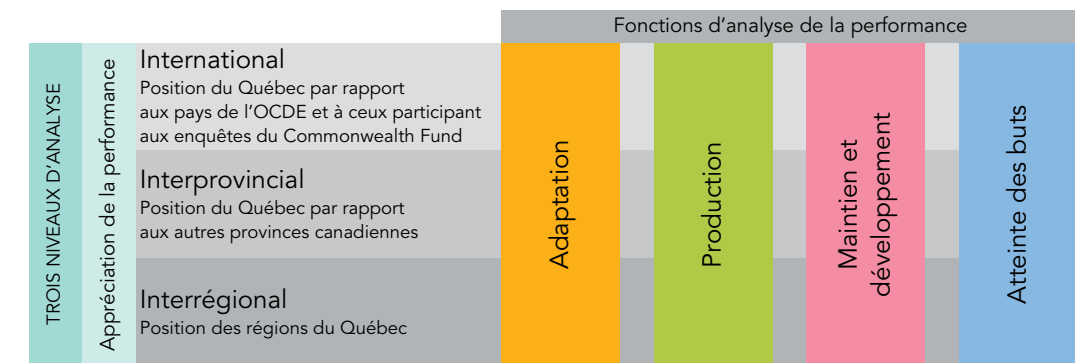 Fonctions d'analyse de la performance
TROIS NIVEAUX D'ANALYSE
Appréciation de la performance
International
Position du Québec par rapport
aux pays de l'OCDE et à ceux participant
aux enquêtes du Commonwealth Fund
Interprovincial
Position du Québec par rapport
aux autres provinces canadiennes
Interrégional
Position des régions du Québec
Adaptation
Production
Maintien et
développement
Atteinte des buts